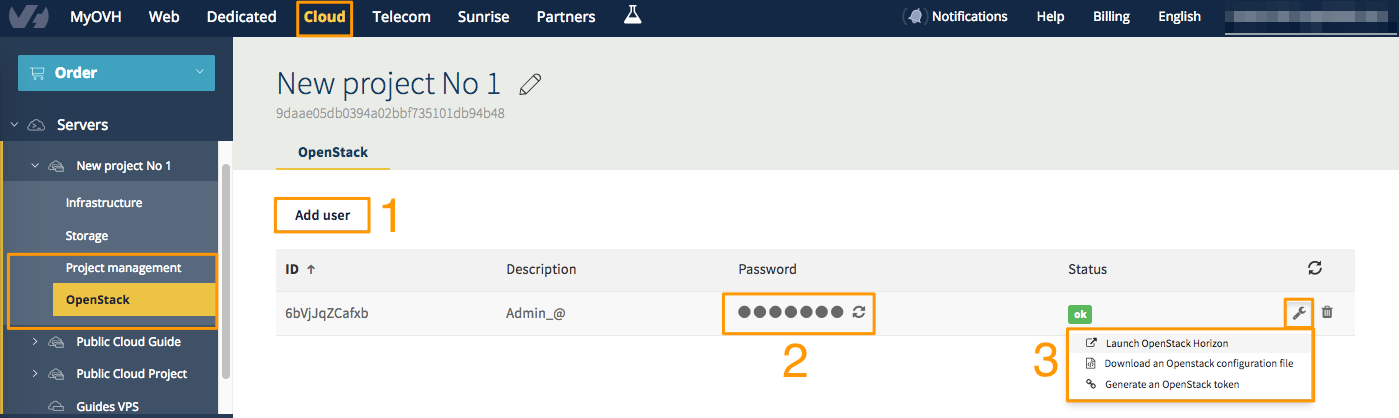 MyOVH Web Dedicated Cloud Telecom Sunrise Partners Notifications Help Billing English
Order
Servers
New project No 1
Infrastructure
Storage
Project management
OpenStack
Public Cloud Guide
Public Cloud Project
Guides VPS
New project No 1
9daae05db0394a02bbf735101db94b48
OpenStack
Add user 1
ID Description Password Status
6bVjJqZCafxb Admin_@ ok
2
3
Launch OpenStack Horizon
Download an Openstack configuration file
Generate an OpenStack token